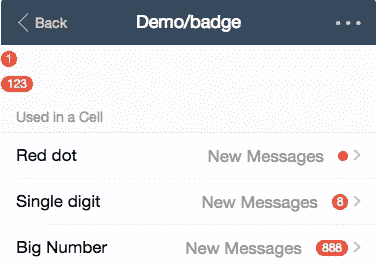 Back Demo/badge
1
123
Used in a Cell
Red dot New Messages
Single digit New Messages 8
Big Number New Messages 888